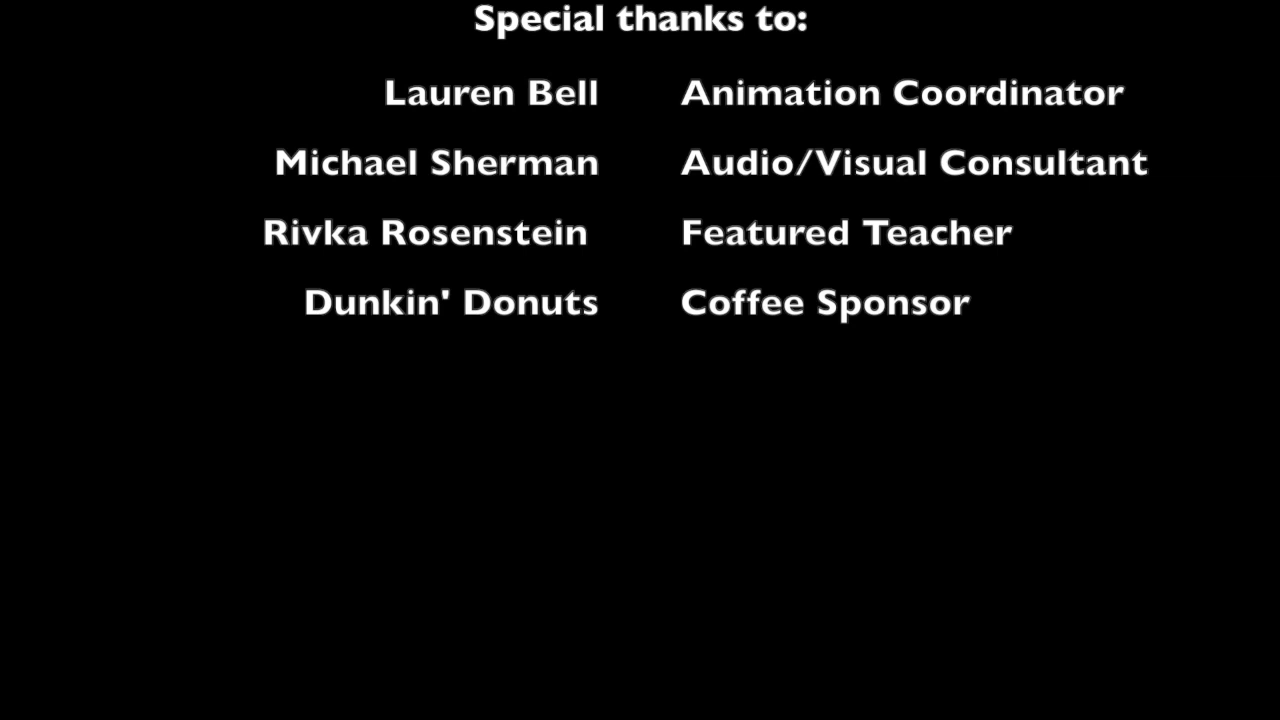 Special thanks to:
Lauren Bell Animation Coordinator
Michael Sherman Audio/Visual Consultant
Rivka Rosenstein Featured Teacher
Dunkin' Donuts Coffee Sponsor